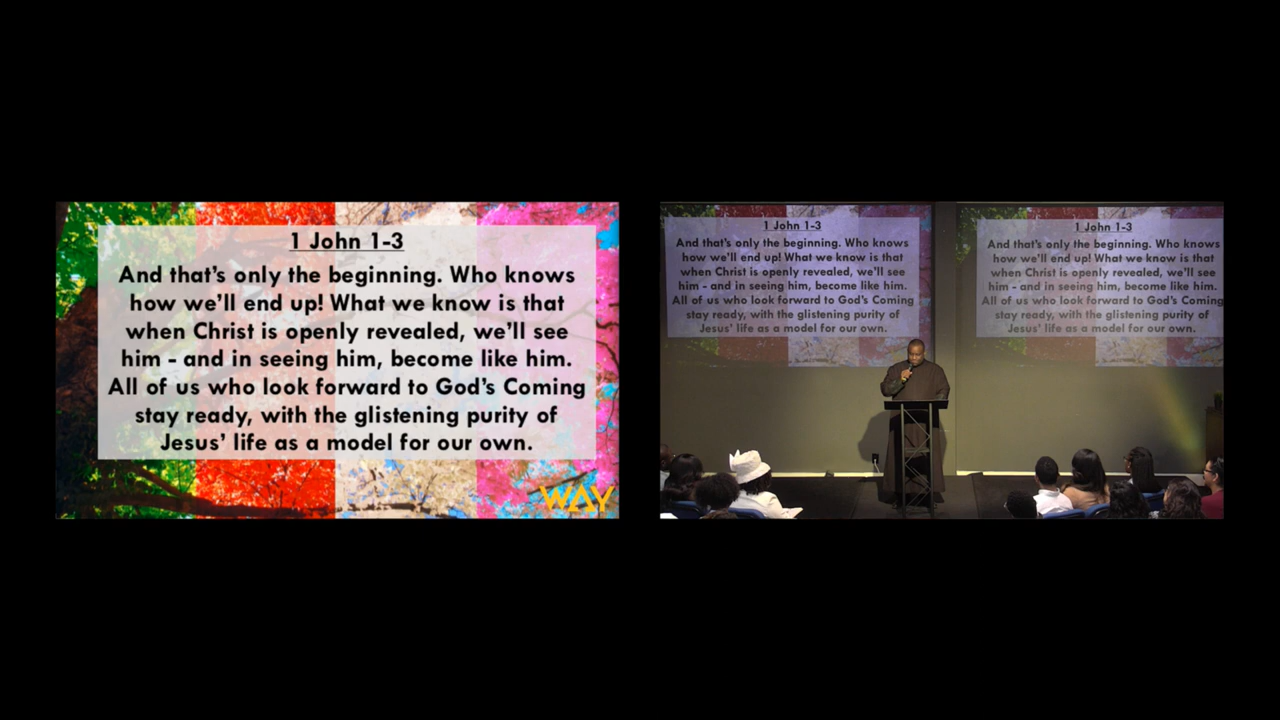 1 John 1-3
And that's only the beginning. Who knows
how we'll end up! What we know is that
when Christ is openly revealed, we'll see
him - and in seeing him, become like him.
All of us who look forward to God's Coming
stay ready, with the glistening purity of
Jesus' life as a model for our own.
WAY
1 John 1-3
And that's only the beginning. Who knows
how we'll end up! What we know is that
when Christ is openly revealed, we'll see
him - and in seeing him, become like him.
All of us who look forward to God's Coming
stay ready, with the glistening purity of
Jesus' life as a model for our own.
1 John 1-3
And that's only the beginning. Who knows
how we'll end up! What we know is that
when Christ is openly revealed, we'll see
him - and in seeing him, become like him.
All of us who look forward to God's Coming
stay ready, with the glistening purity of
Jesus' life as a model for our own.